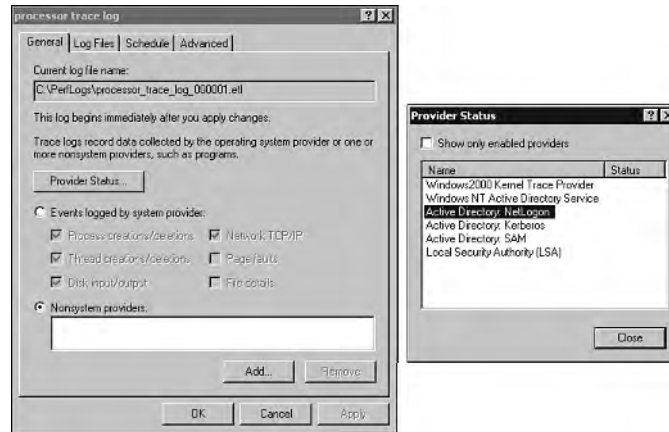 processor trace log
General
Log Files
Schedule
Advanced
Current log file name:
C:\PerfLogs\processor_trace_log_000001.etl
This log begins immediately after you apply changes.
Trace logs record data collected by the operating system provider or one or
more nonsystem providers, such as programs.
Provider Status...
Events logged by system provider:
Process creations/deletions
Network TCP/IP
Thread creations/deletions
Page faults
Disk input/output
File details
Nonsystem providers:
Add...
Remove
OK
Cancel
Apply
Provider Status
Show only enabled providers
Name
Status
Windows2000 Kernel Trace Provider
Windows NT Active Directory Service
Active Directory: NetLogon
Active Directory: Kerberos
Active Directory: SAM
Local Security Authority (LSA)
Close